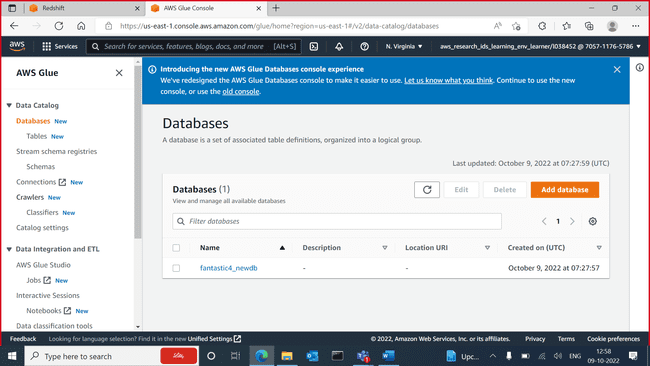 Redshift
AWS Glue Console
https://us-east-1.console.aws.amazon.com/glue/home?region=us-east-1#/v2/data-catalog/databases
aws
Services
Search for services, features, blogs, docs, and more
[Alt+S]
N. Virginia
aws_research_ids_learning_env_learner/l038452 @ 7057-1176-5786
AWS Glue
Introducing the new AWS Glue Databases console experience
We've redesigned the AWS Glue Databases console to make it easier to use. Let us know what you think. Continue to use the new
console, or use the old console.
Data Catalog
Databases New
Tables New
Stream schema registries
Schemas
Connections New
Crawlers New
Classifiers New
Catalog settings
Data Integration and ETL
AWS Glue Studio
Jobs New
Interactive Sessions
Notebooks New
Data classification tools
Databases
A database is a set of associated table definitions, organized into a logical group.
Last updated: October 9, 2022 at 07:27:59 (UTC)
Databases (1)
View and manage all available databases
Edit
Delete
Add database
Filter databases
1
Name
Description
Location URI
Created on (UTC)
fantastic4_newdb
-
-
October 9, 2022 at 07:27:57
Feedback
Looking for language selection? Find it in the new Unified Settings
© 2022, Amazon Web Services, Inc. or its affiliates.
Privacy
Terms
Cookie preferences
Type here to search
Upc...
ENG
12:58
09-10-2022